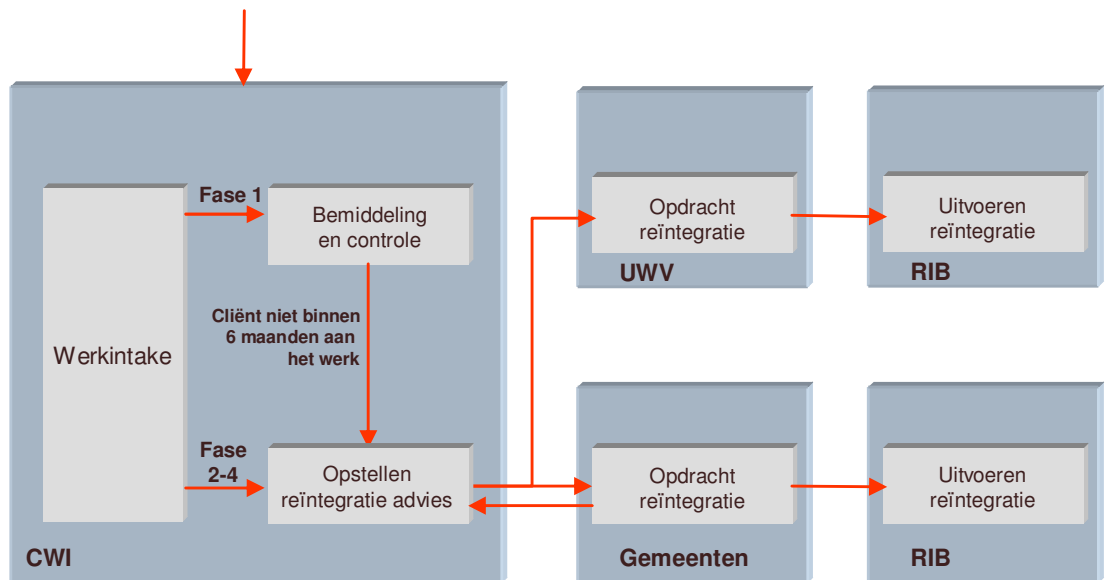 Werkintake
Fase 1
Bemiddeling
en controle
Cliënt niet binnen
6 maanden aan
het werk
Fase
2-4
Opstellen
reïntegratie advies
CWI
Opdracht
reïntegratie
UWV
Uitvoeren
reïntegratie
RIB
Opdracht
reïntegratie
Gemeenten
Uitvoeren
reïntegratie
RIB